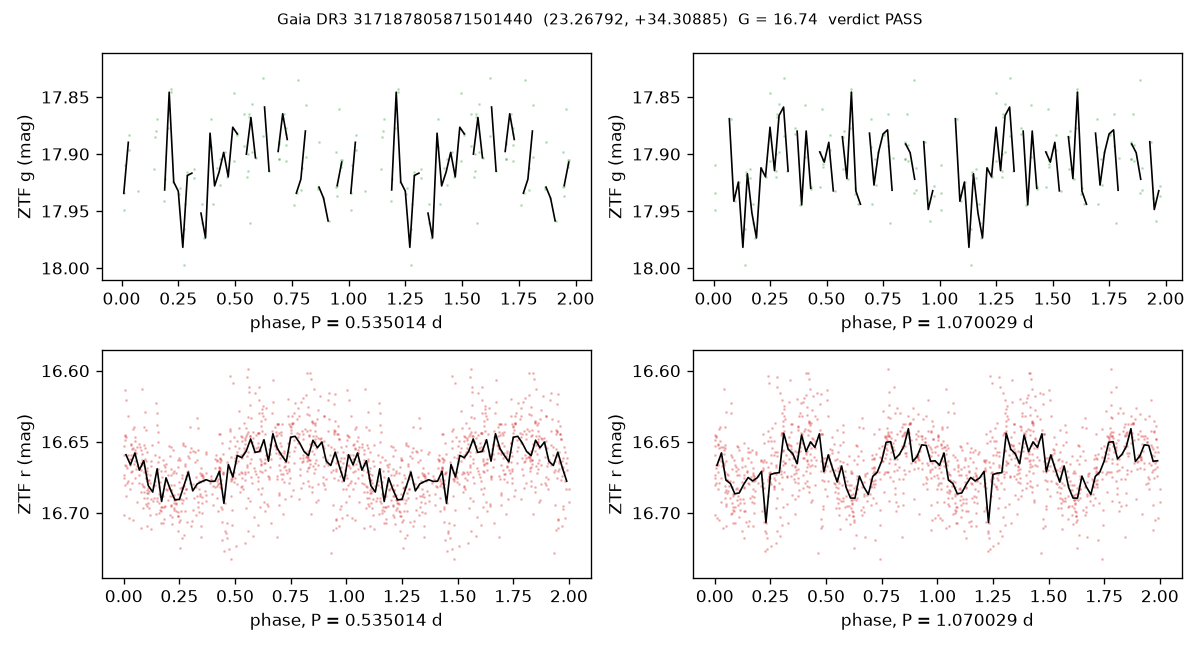 Gaia DR3 317187805871501440 (23.26792, +34.30885) G = 16.74 verdict PASS
ZTF g (mag)
17.85
17.90
17.95
18.00
0.00 0.25 0.50 0.75 1.00 1.25 1.50 1.75 2.00
phase, P = 0.535014 d
ZTF g (mag)
17.85
17.90
17.95
18.00
0.00 0.25 0.50 0.75 1.00 1.25 1.50 1.75 2.00
phase, P = 1.070029 d
ZTF r (mag)
16.60
16.65
16.70
0.00 0.25 0.50 0.75 1.00 1.25 1.50 1.75 2.00
phase, P = 0.535014 d
ZTF r (mag)
16.60
16.65
16.70
0.00 0.25 0.50 0.75 1.00 1.25 1.50 1.75 2.00
phase, P = 1.070029 d